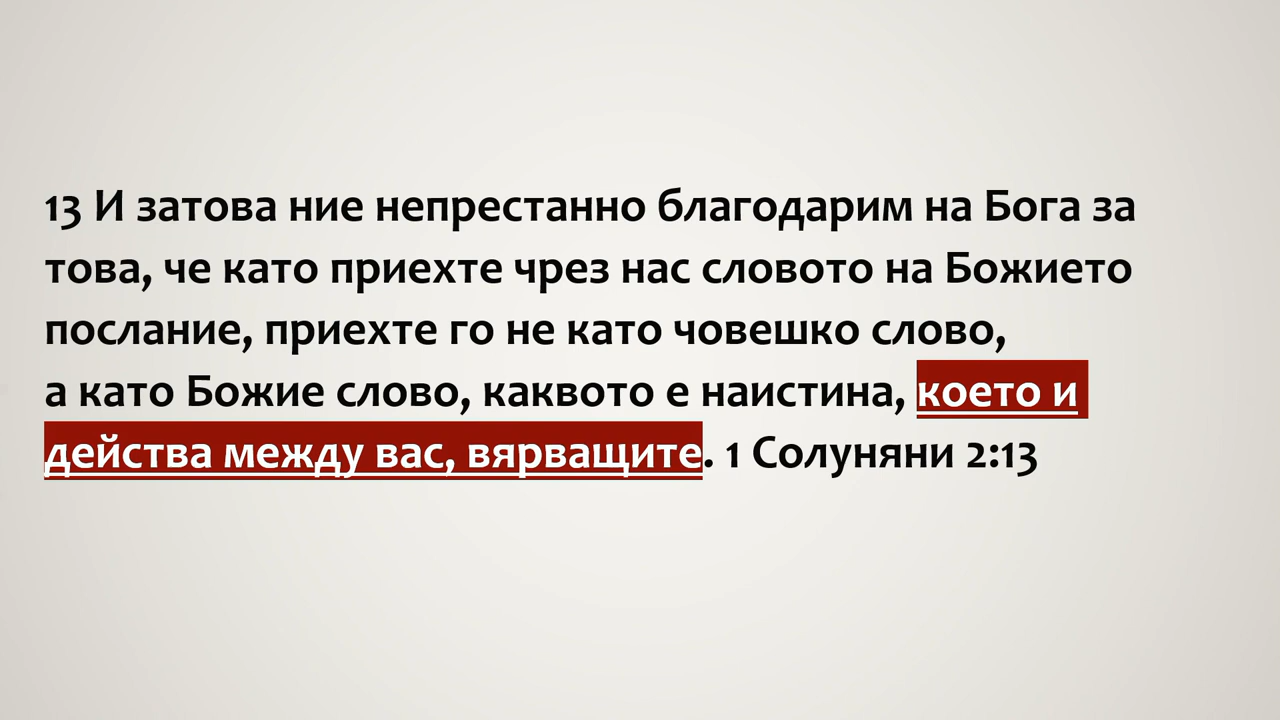 13 И затова ние непрестанно благодарим на Бога за
това, че като приехте чрез нас словото на Божието
послание, приехте го не като човешко слово,
а като Божие слово, каквото е наистина, което и
действа между вас, вярващите. 1 Солуняни 2:13